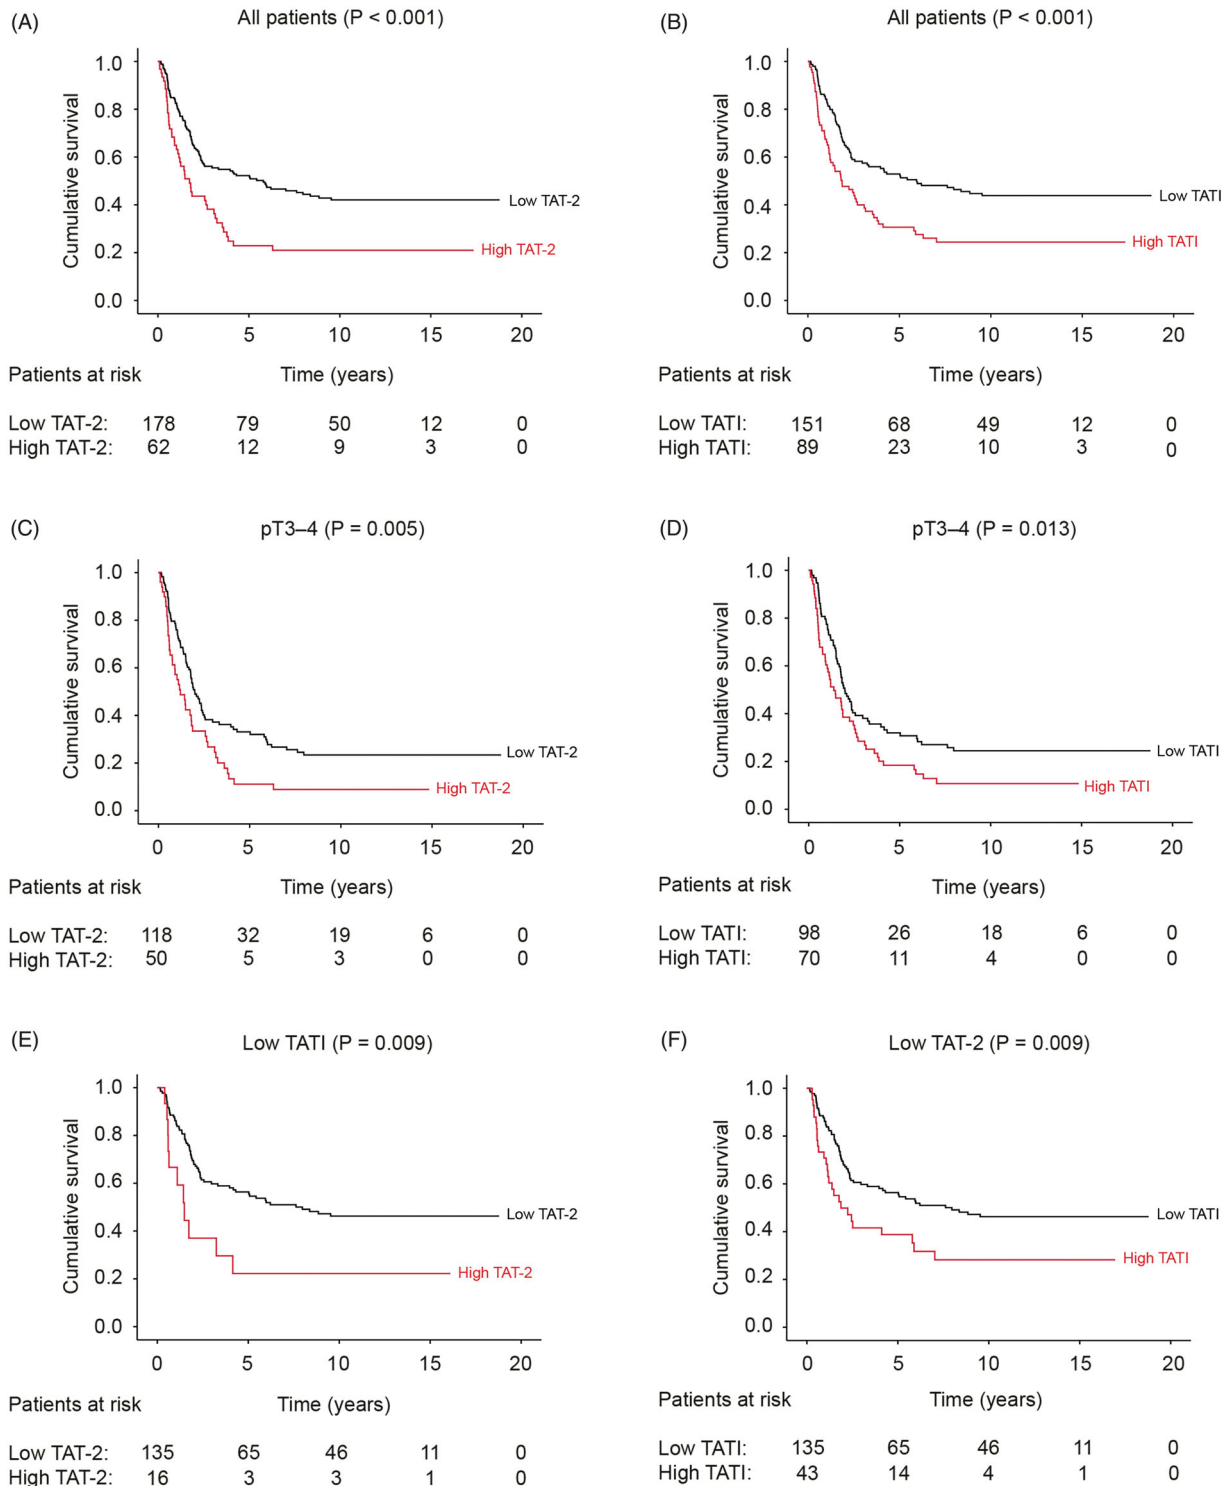 (A) All patients (P < 0.001)
Cumulative survival
1.0
0.8
0.6
0.4
0.2
0.0
Low TAT-2
High TAT-2
0 5 10 15 20
Patients at risk Time (years)
Low TAT-2: 178 79 50 12 0
High TAT-2: 62 12 9 3 0
(B) All patients (P < 0.001)
Cumulative survival
1.0
0.8
0.6
0.4
0.2
0.0
Low TATI
High TATI
0 5 10 15 20
Patients at risk Time (years)
Low TATI: 151 68 49 12 0
High TATI: 89 23 10 3 0
(C) pT3–4 (P = 0.005)
Cumulative survival
1.0
0.8
0.6
0.4
0.2
0.0
Low TAT-2
High TAT-2
0 5 10 15 20
Patients at risk Time (years)
Low TAT-2: 118 32 19 6 0
High TAT-2: 50 5 3 0 0
(D) pT3–4 (P = 0.013)
Cumulative survival
1.0
0.8
0.6
0.4
0.2
0.0
Low TATI
High TATI
0 5 10 15 20
Patients at risk Time (years)
Low TATI: 98 26 18 6 0
High TATI: 70 11 4 0 0
(E) Low TATI (P = 0.009)
Cumulative survival
1.0
0.8
0.6
0.4
0.2
0.0
Low TAT-2
High TAT-2
0 5 10 15 20
Patients at risk Time (years)
Low TAT-2: 135 65 46 11 0
High TAT-2: 16 3 3 1 0
(F) Low TAT-2 (P = 0.009)
Cumulative survival
1.0
0.8
0.6
0.4
0.2
0.0
Low TATI
High TATI
0 5 10 15 20
Patients at risk Time (years)
Low TATI: 135 65 46 11 0
High TATI: 43 14 4 1 0